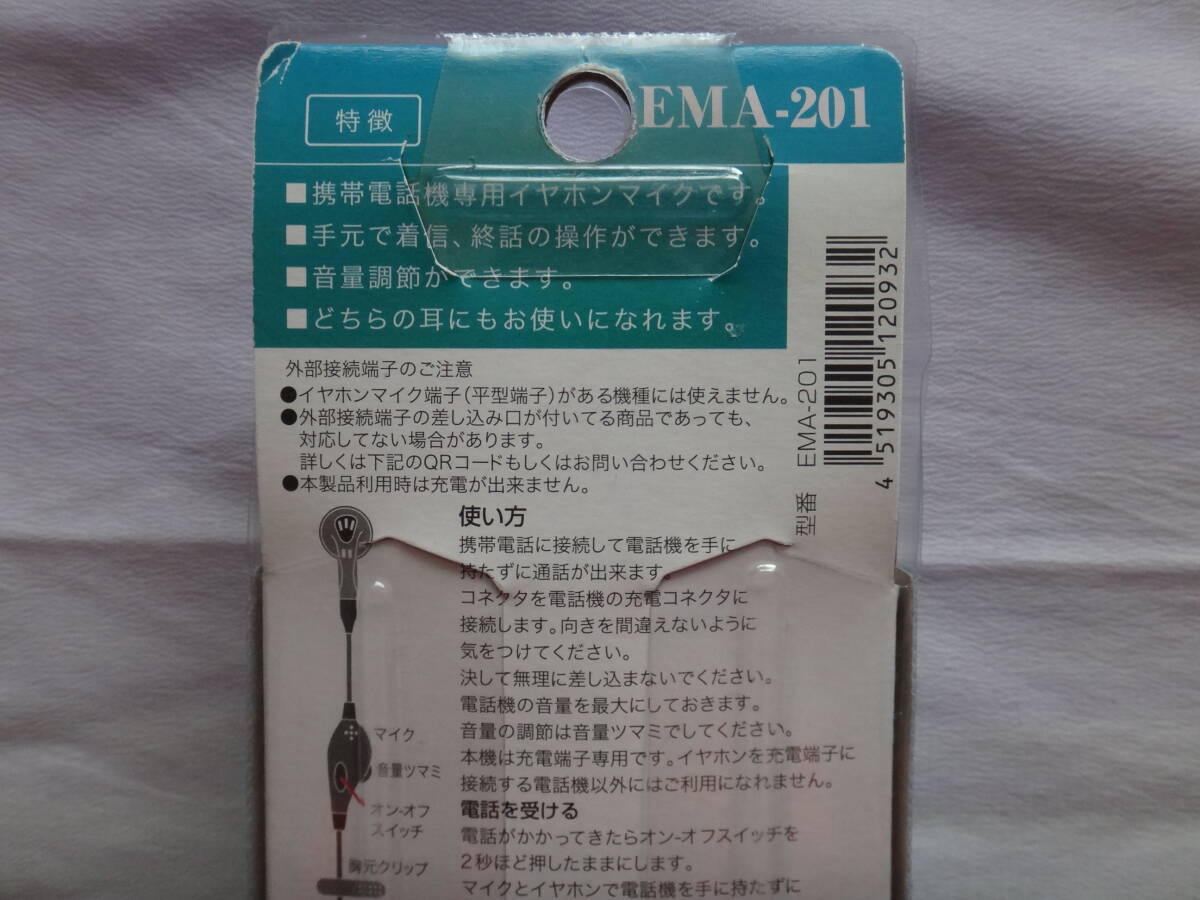 特徴
EMA-201
■携帯電話機専用イヤホンマイクです。
■手元で着信、終話の操作ができます。
■音量調節ができます。
■どちらの耳にもお使いになれます。
外部接続端子のご注意
●イヤホンマイク端子(平型端子)がある機種には使えません。
●外部接続端子の差し込み口が付いてる商品であっても、
対応してない場合があります。
詳しくは下記のQRコードもしくはお問い合わせください。
●本製品利用時は充電が出来ません。
型番 EMA-201
4 519305 120932
使い方
携帯電話に接続して電話機を手に
持たずに通話が出来ます。
コネクタを電話機の充電コネクタに
接続します。向きを間違えないように
気をつけてください。
決して無理に差し込まないでください。
電話機の音量を最大にしておきます。
音量の調節は音量ツマミでしてください。
本機は充電端子専用です。イヤホンを充電端子に
接続する電話機以外にはご利用になれません。
電話を受ける
電話がかかってきたらオン-オフスイッチを
2秒ほど押したままにします。
マイクとイヤホンで電話機を手に持たずに
マイク
音量ツマミ
オン-オフ
スイッチ
胸元クリップ